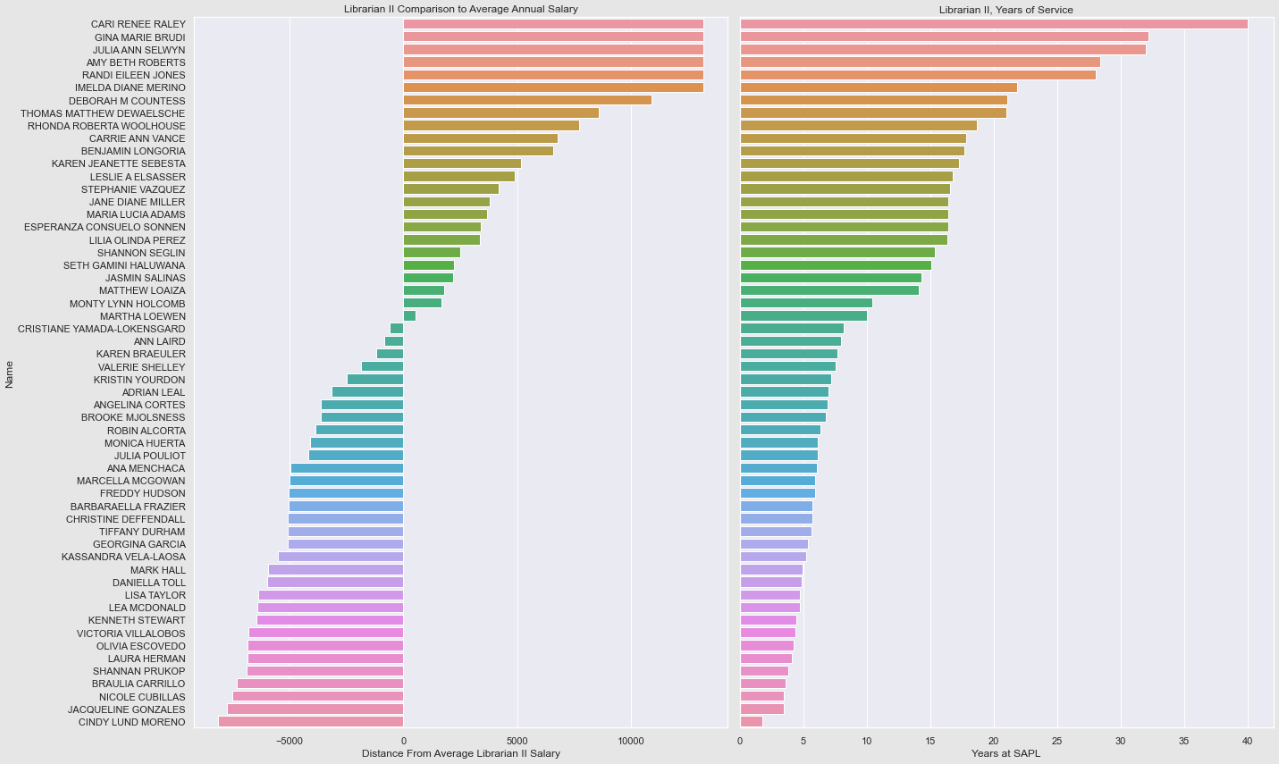 Librarian II Comparison to Average Annual Salary
Librarian II, Years of Service
CARI RENEE RALEY
GINA MARIE BRUDI
JULIA ANN SELWYN
AMY BETH ROBERTS
RANDI EILEEN JONES
IMELDA DIANE MERINO
DEBORAH M COUNTESS
THOMAS MATTHEW DEWAELSCHE
RHONDA ROBERTA WOOLHOUSE
CARRIE ANN VANCE
BENJAMIN LONGORIA
KAREN JEANETTE SEBESTA
LESLIE A ELSASSER
STEPHANIE VAZQUEZ
JANE DIANE MILLER
MARIA LUCIA ADAMS
ESPERANZA CONSUELO SONNEN
LILIA OLINDA PEREZ
SHANNON SEGLIN
SETH GAMINI HALUWANA
JASMIN SALINAS
MATTHEW LOAIZA
MONTY LYNN HOLCOMB
MARTHA LOEWEN
CRISTIANE YAMADA-LOKENSGARD
ANN LAIRD
KAREN BRAEULER
VALERIE SHELLEY
KRISTIN YOURDON
ADRIAN LEAL
ANGELINA CORTES
BROOKE MJOLSNESS
ROBIN ALCORTA
MONICA HUERTA
JULIA POULIOT
ANA MENCHACA
MARCELLA MCGOWAN
FREDDY HUDSON
BARBARAELLA FRAZIER
CHRISTINE DEFFENDALL
TIFFANY DURHAM
GEORGINA GARCIA
KASSANDRA VELA-LAOSA
MARK HALL
DANIELLA TOLL
LISA TAYLOR
LEA MCDONALD
KENNETH STEWART
VICTORIA VILLALOBOS
OLIVIA ESCOVEDO
LAURA HERMAN
SHANNAN PRUKOP
BRAULIA CARRILLO
NICOLE CUBILLAS
JACQUELINE GONZALES
CINDY LUND MORENO
Name
−5000 0 5000 10000
Distance From Average Librarian II Salary
0 5 10 15 20 25 30 35 40
Years at SAPL